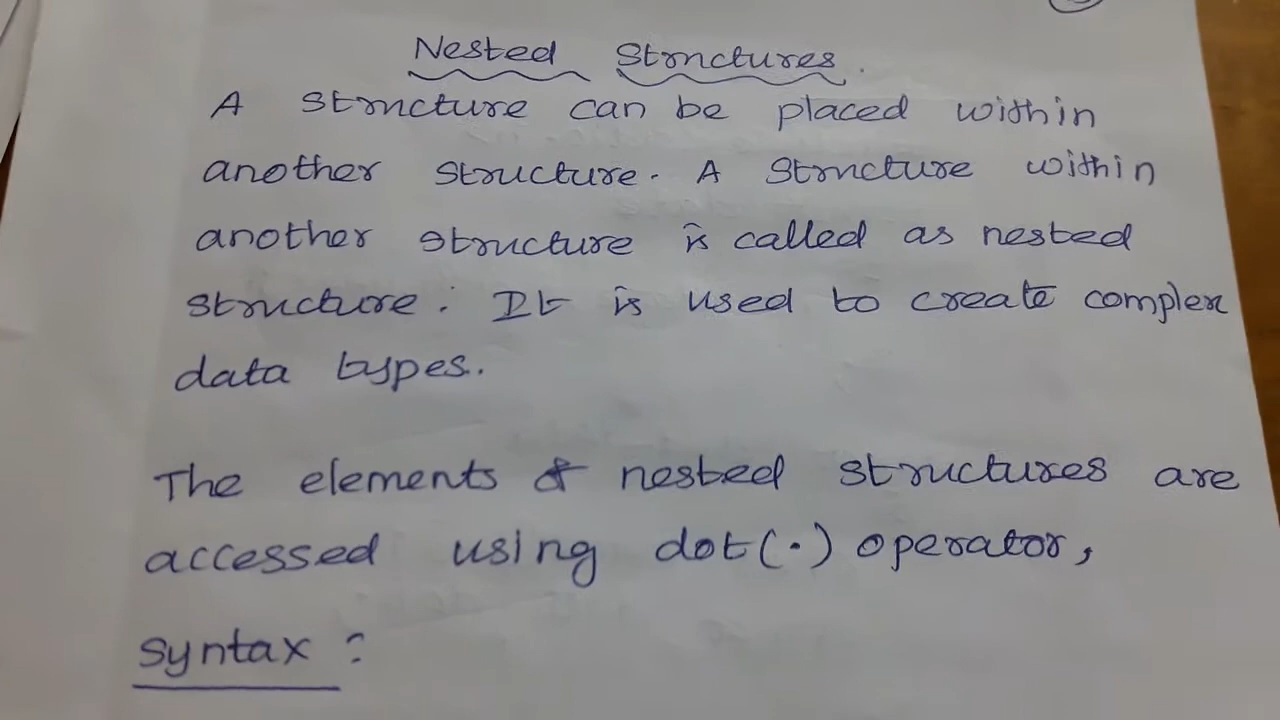 Nested Structures.
A structure can be placed within
another structure. A structure within
another structure is called as nested
structure. It is used to create complex
data types.
The elements of nested structures are
accessed using dot(.) operator,
Syntax :